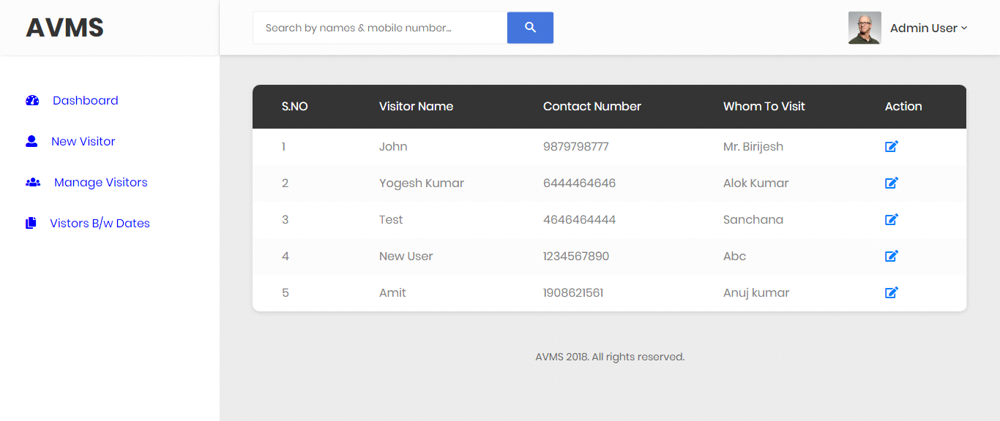 AVMS
Search by names & mobile number...
Admin User
Dashboard
New Visitor
Manage Visitors
Vistors B/w Dates
S.NO Visitor Name Contact Number Whom To Visit Action
1 John 9879798777 Mr. Birijesh
2 Yogesh Kumar 6444464646 Alok Kumar
3 Test 4646464444 Sanchana
4 New User 1234567890 Abc
5 Amit 1908621561 Anuj kumar
AVMS 2018. All rights reserved.